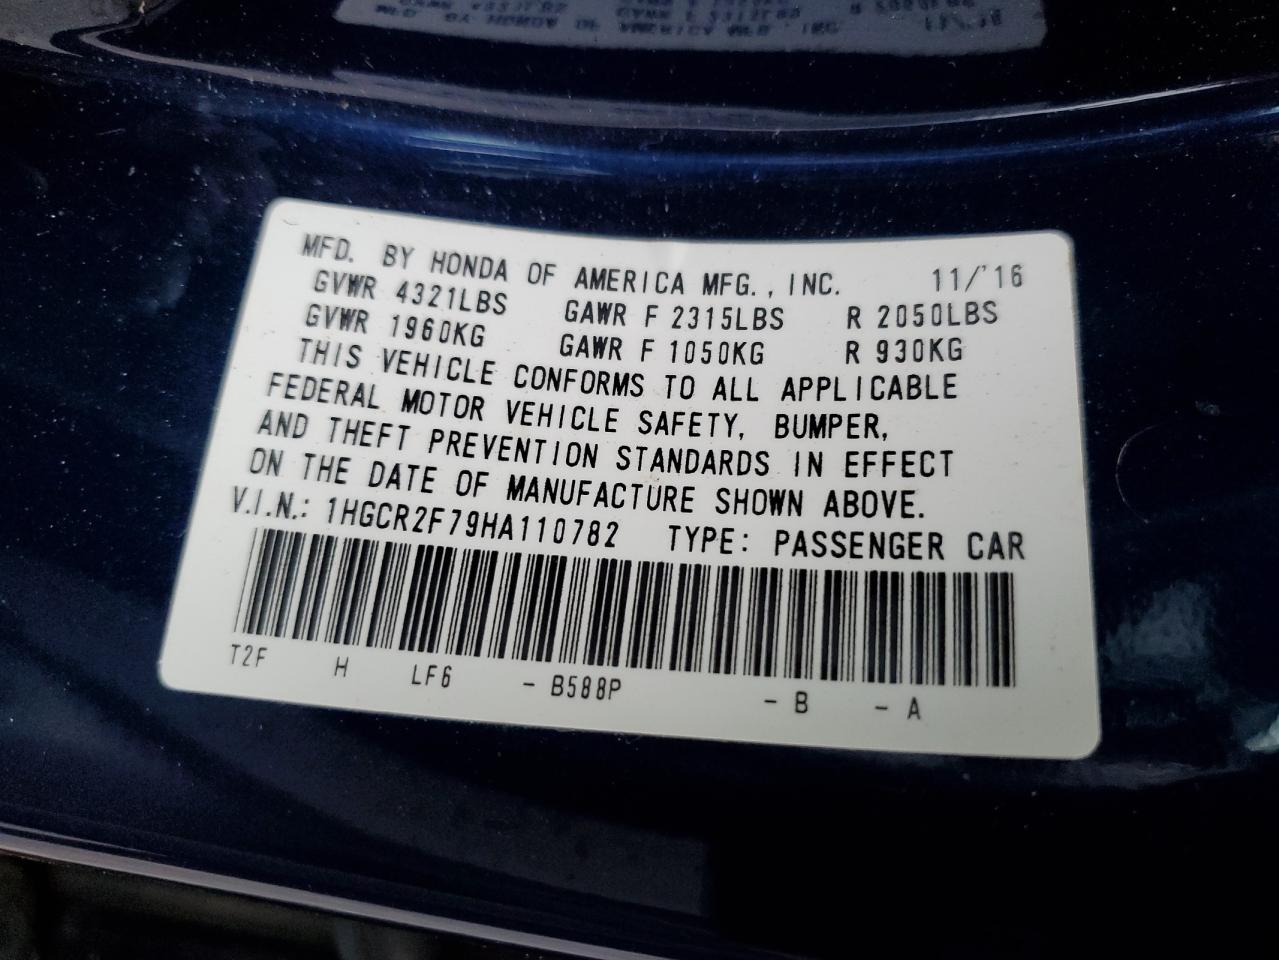 MFD. BY HONDA OF AMERICA MFG., INC. 11/'16
GVWR 4321LBS GAWR F 2315LBS R 2050LBS
GVWR 1960KG GAWR F 1050KG R 930KG
THIS VEHICLE CONFORMS TO ALL APPLICABLE
FEDERAL MOTOR VEHICLE SAFETY, BUMPER,
AND THEFT PREVENTION STANDARDS IN EFFECT
ON THE DATE OF MANUFACTURE SHOWN ABOVE.
V.I.N.: 1HGCR2F79HA110782 TYPE: PASSENGER CAR
T2F H LF6 - B588P - B - A